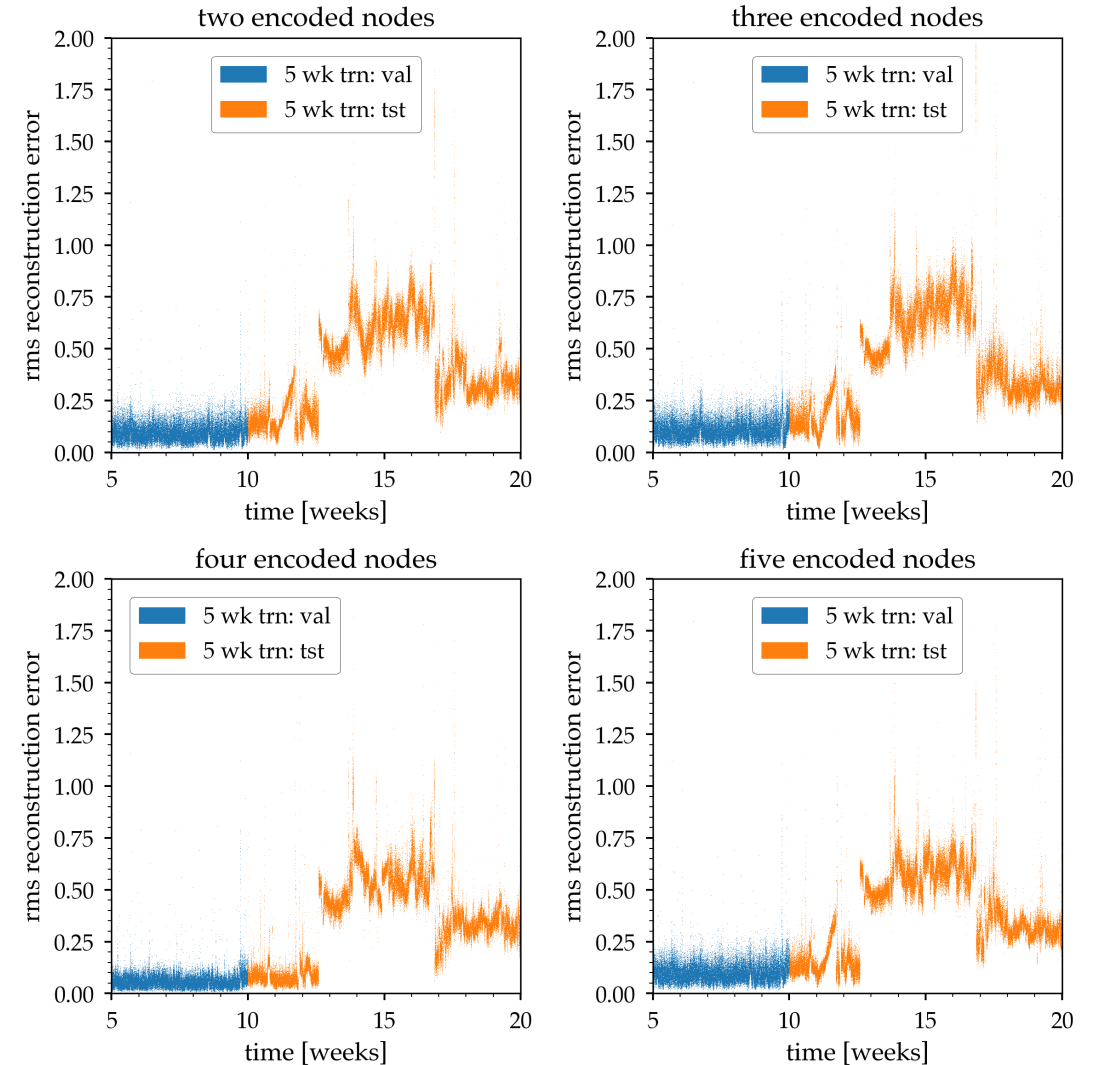 two encoded nodes
2.00
1.75
1.50
1.25
1.00
0.75
0.50
0.25
0.00
rms reconstruction error
5 wk trn: val
5 wk trn: tst
5 10 15 20
time [weeks]
three encoded nodes
2.00
1.75
1.50
1.25
1.00
0.75
0.50
0.25
0.00
rms reconstruction error
5 wk trn: val
5 wk trn: tst
5 10 15 20
time [weeks]
four encoded nodes
2.00
1.75
1.50
1.25
1.00
0.75
0.50
0.25
0.00
rms reconstruction error
5 wk trn: val
5 wk trn: tst
5 10 15 20
time [weeks]
five encoded nodes
2.00
1.75
1.50
1.25
1.00
0.75
0.50
0.25
0.00
rms reconstruction error
5 wk trn: val
5 wk trn: tst
5 10 15 20
time [weeks]